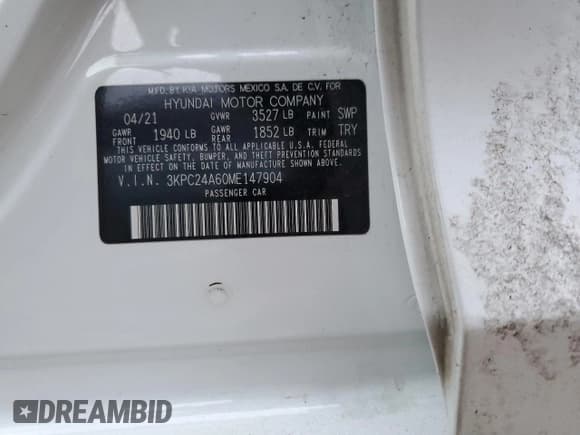 MFD. BY KIA MOTORS MEXICO S.A. DE C.V. FOR
HYUNDAI MOTOR COMPANY
04/21 GVWR 3527 LB PAINT SWP
GAWR FRONT 1940 LB GAWR REAR 1852 LB TRIM TRY
THIS VEHICLE CONFORMS TO ALL APPLICABLE U.S.A. FEDERAL
MOTOR VEHICLE SAFETY, BUMPER, AND THEFT PREVENTION STANDARDS
IN EFFECT ON THE DATE OF MANUFACTURE SHOWN ABOVE.
V.I.N. 3KPC24A60ME147904
PASSENGER CAR
DREAMBID